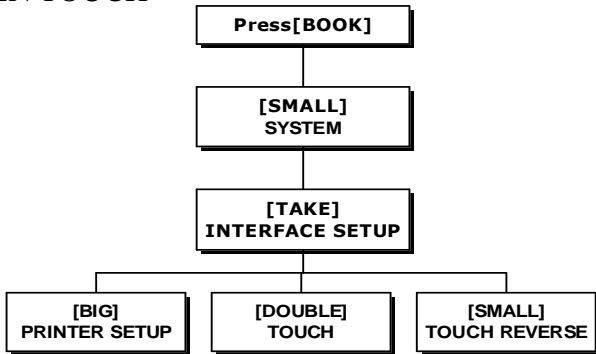 Press[BOOK]
[SMALL]
SYSTEM
[TAKE]
INTERFACE SETUP
[BIG]
PRINTER SETUP
[DOUBLE]
TOUCH
[SMALL]
TOUCH REVERSE